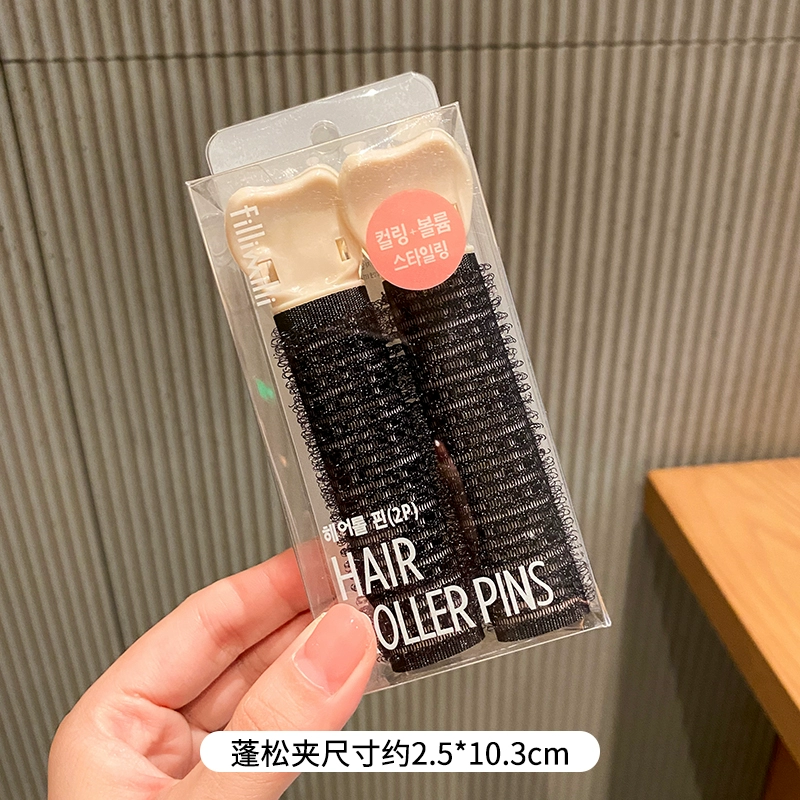 fillimilli
컬링+볼륨
스타일링
헤어롤 핀(2P)
HAIR
OLLER PINS
蓬松夹尺寸约2.5*10.3cm